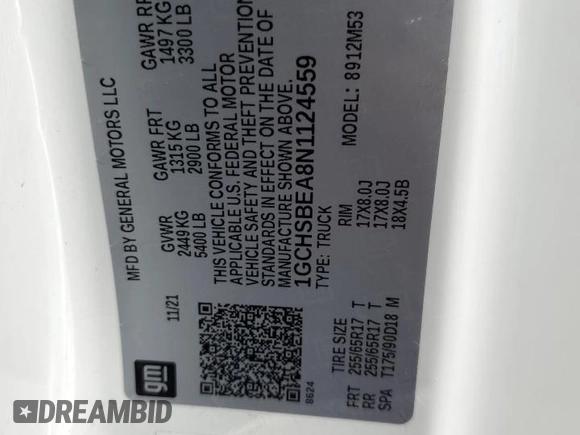 MFD BY GENERAL MOTORS LLC
GVWR GAWR FRT GAWR RR
2449 KG 1315 KG 1497 KG
5400 LB 2900 LB 3300 LB
11/21
THIS VEHICLE CONFORMS TO ALL
APPLICABLE U.S. FEDERAL MOTOR
VEHICLE SAFETY AND THEFT PREVENTION
STANDARDS IN EFFECT ON THE DATE OF
MANUFACTURE SHOWN ABOVE.
1GCHSBEA8N1124559
TYPE: TRUCK MODEL: 8912M53
gm
8624
TIRE SIZE RIM
FRT 255/65R17 T 17X8.0J
RR 255/65R17 T 17X8.0J
SPA T175/90D18 M 18X4.5B
DREAMBID